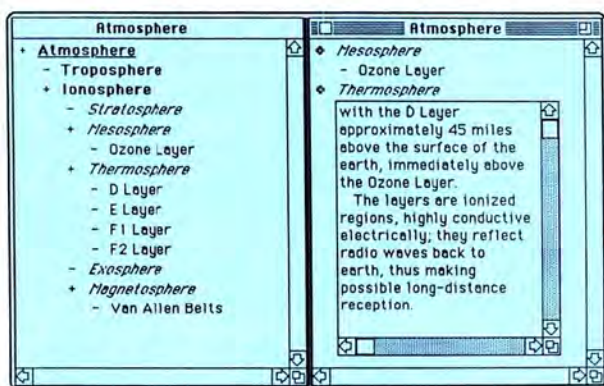 Atmosphere
+ Atmosphere
- Troposphere
+ Ionosphere
- Stratosphere
+ Mesosphere
- Ozone Layer
+ Thermosphere
- D Layer
- E Layer
- F1 Layer
- F2 Layer
- Exosphere
+ Magnetosphere
- Van Allen Belts
Atmosphere
Mesosphere
- Ozone Layer
Thermosphere
with the D Layer
approximately 45 miles
above the surface of the
earth, immediately above
the Ozone Layer.
The layers are ionized
regions, highly conductive
electrically; they reflect
radio waves back to
earth, thus making
possible long-distance
reception.